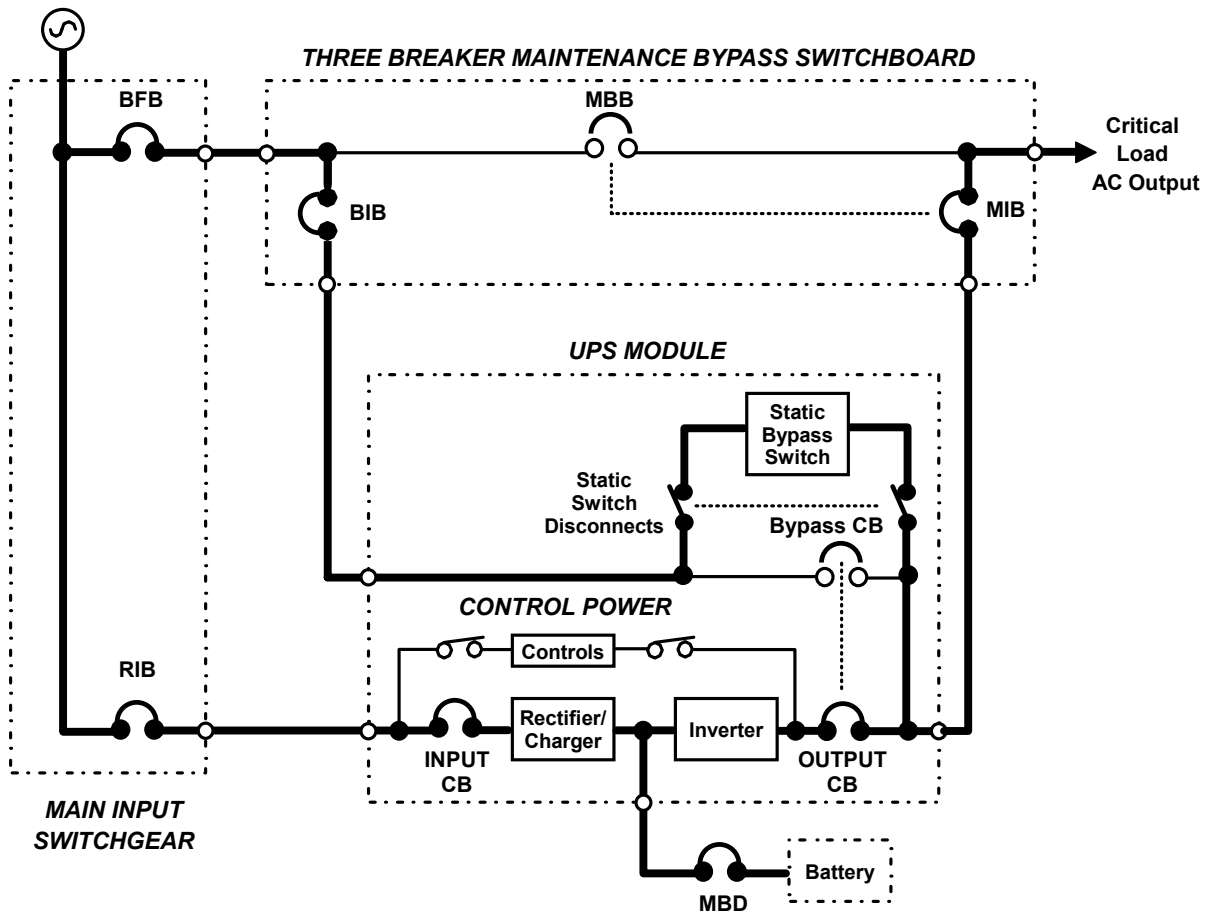 THREE BREAKER MAINTENANCE BYPASS SWITCHBOARD
BFB
MBB
Critical
Load
AC Output
BIB
MIB
UPS MODULE
Static
Bypass
Switch
Static
Switch
Disconnects
Bypass CB
CONTROL POWER
Controls
RIB
Rectifier/
Charger
Inverter
INPUT
CB
OUTPUT
CB
MAIN INPUT
SWITCHGEAR
Battery
MBD